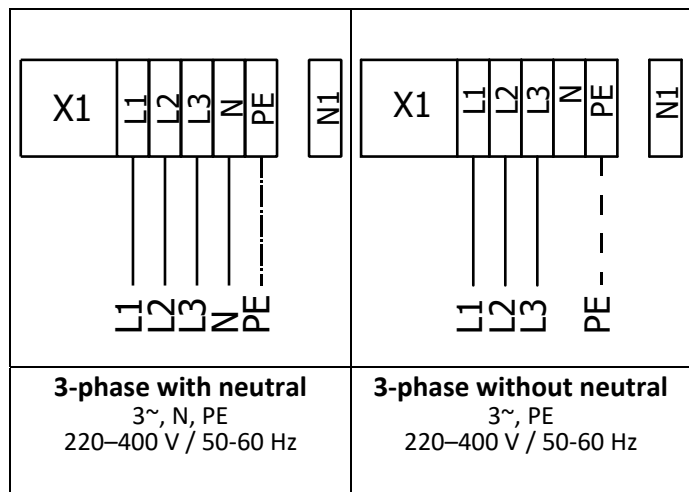 X1 L1 L2 L3 N PE N1
L1 L2 L3 N PE
3-phase with neutral
3~, N, PE
220–400 V / 50-60 Hz
X1 L1 L2 L3 N PE N1
L1 L2 L3 PE
3-phase without neutral
3~, PE
220–400 V / 50-60 Hz